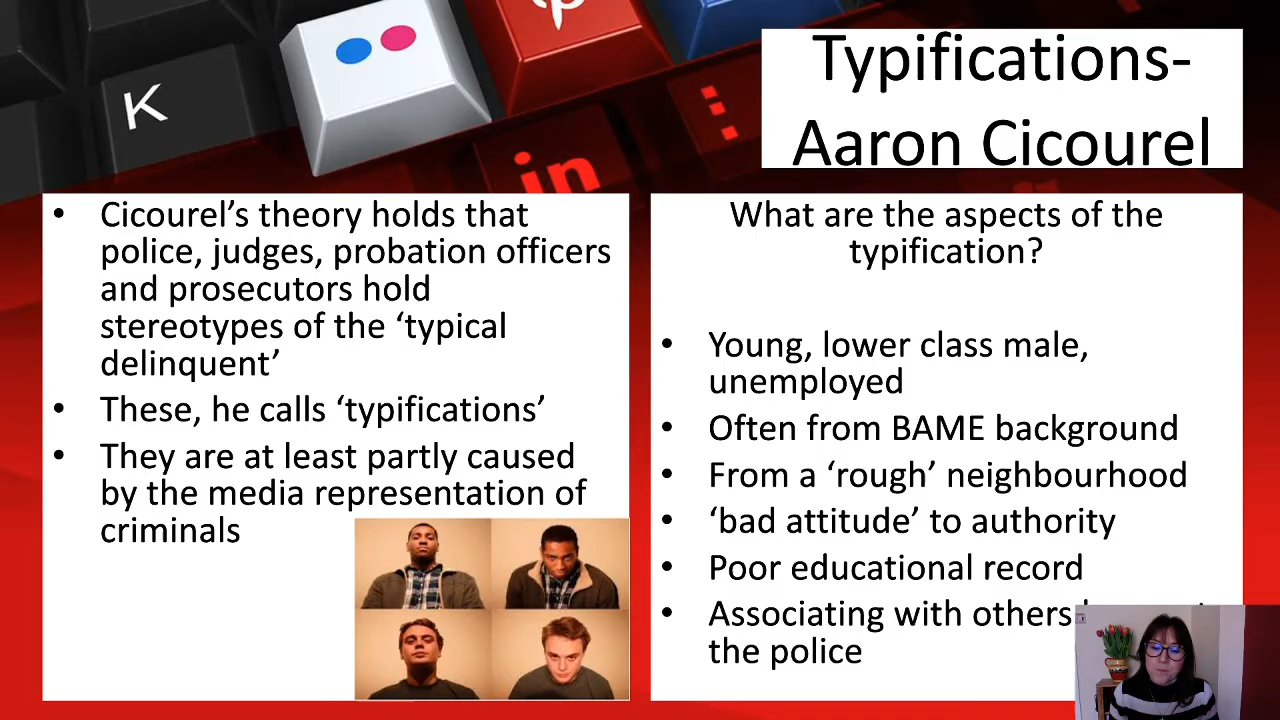 K
in
Typifications-
Aaron Cicourel
• Cicourel’s theory holds that
police, judges, probation officers
and prosecutors hold
stereotypes of the ‘typical
delinquent’
• These, he calls ‘typifications’
• They are at least partly caused
by the media representation of
criminals
What are the aspects of the
typification?
• Young, lower class male,
unemployed
• Often from BAME background
• From a ‘rough’ neighbourhood
• ‘bad attitude’ to authority
• Poor educational record
• Associating with others
the police